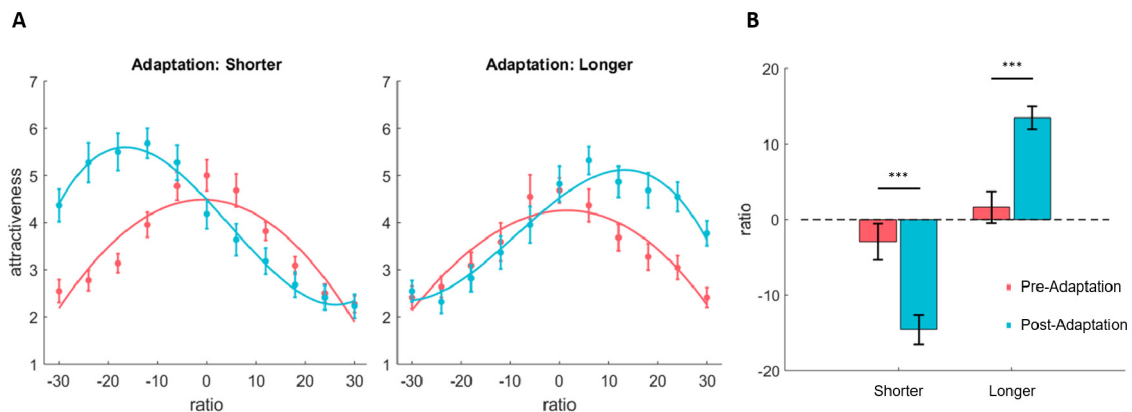 A
B
Adaptation: Shorter
Adaptation: Longer
attractiveness
7
6
5
4
3
2
1
-30 -20 -10 0 10 20 30
ratio
7
6
5
4
3
2
1
-30 -20 -10 0 10 20 30
ratio
ratio
20
10
0
-10
-20
***
***
Pre-Adaptation
Post-Adaptation
Shorter Longer